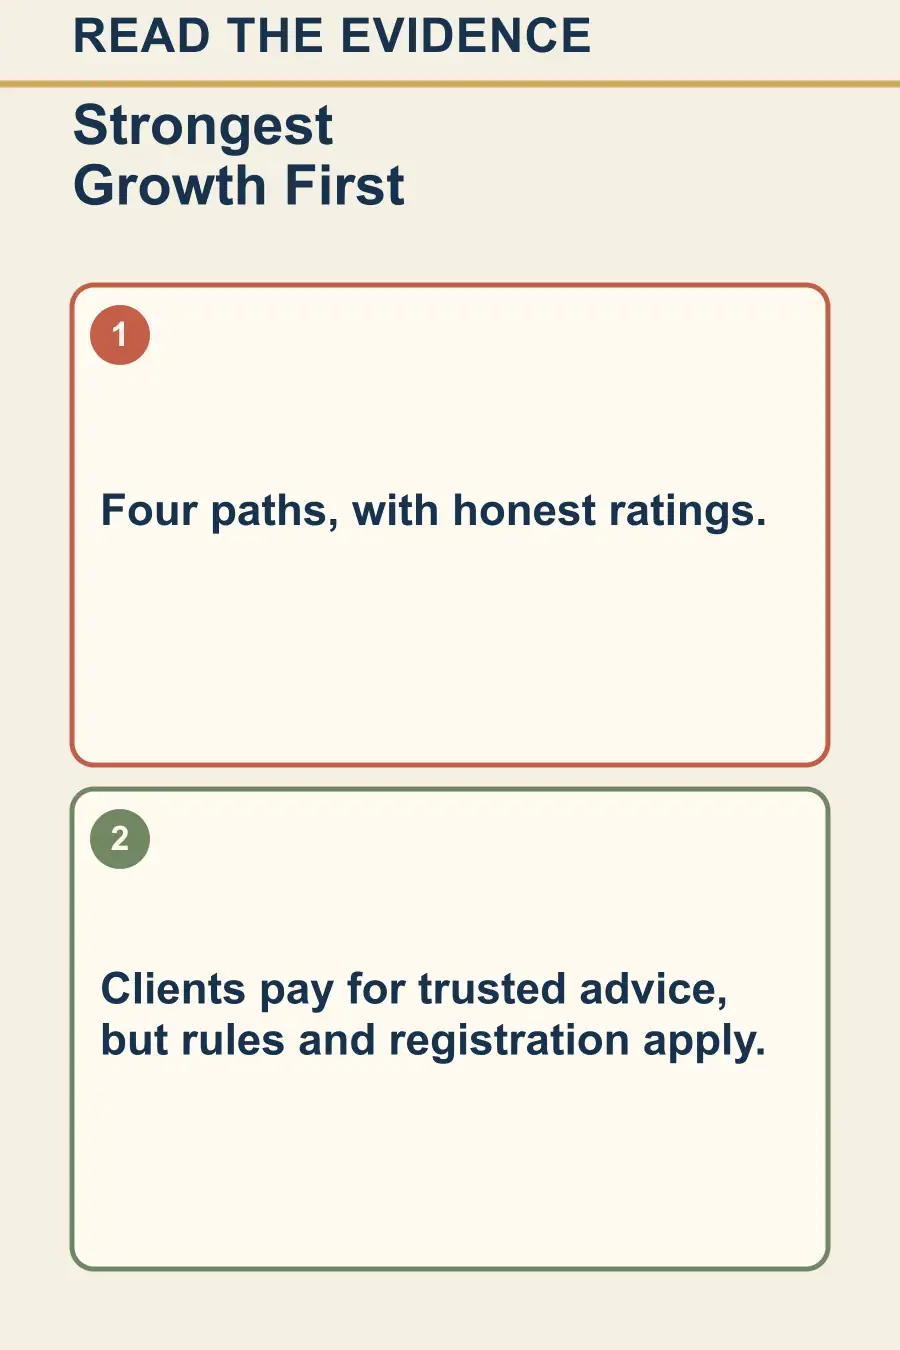 READ THE EVIDENCE
Strongest
Growth First
1
Four paths, with honest ratings.
2
Clients pay for trusted advice,
but rules and registration apply.